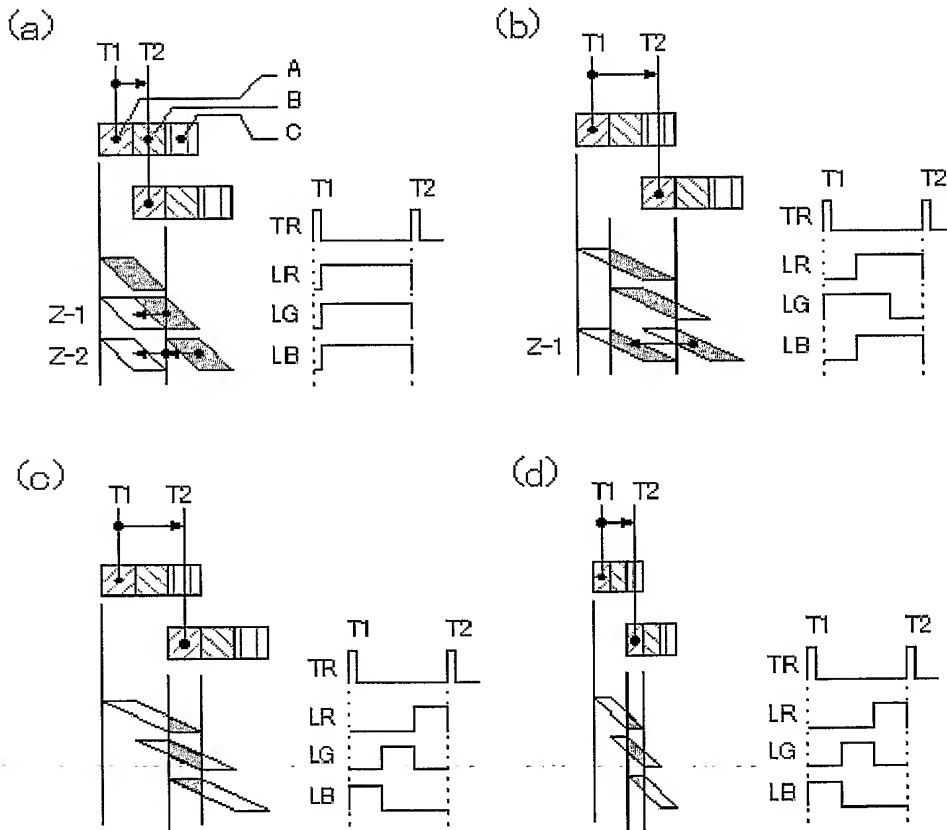 (a)
T1 T2
A
B
C
T1 T2
TR
LR
Z-1 LG
Z-2 LB
(b)
T1 T2
T1 T2
TR
LR
LG
Z-1 LB
(c)
T1 T2
T1 T2
TR
LR
LG
LB
(d)
T1 T2
T1 T2
TR
LR
LG
LB